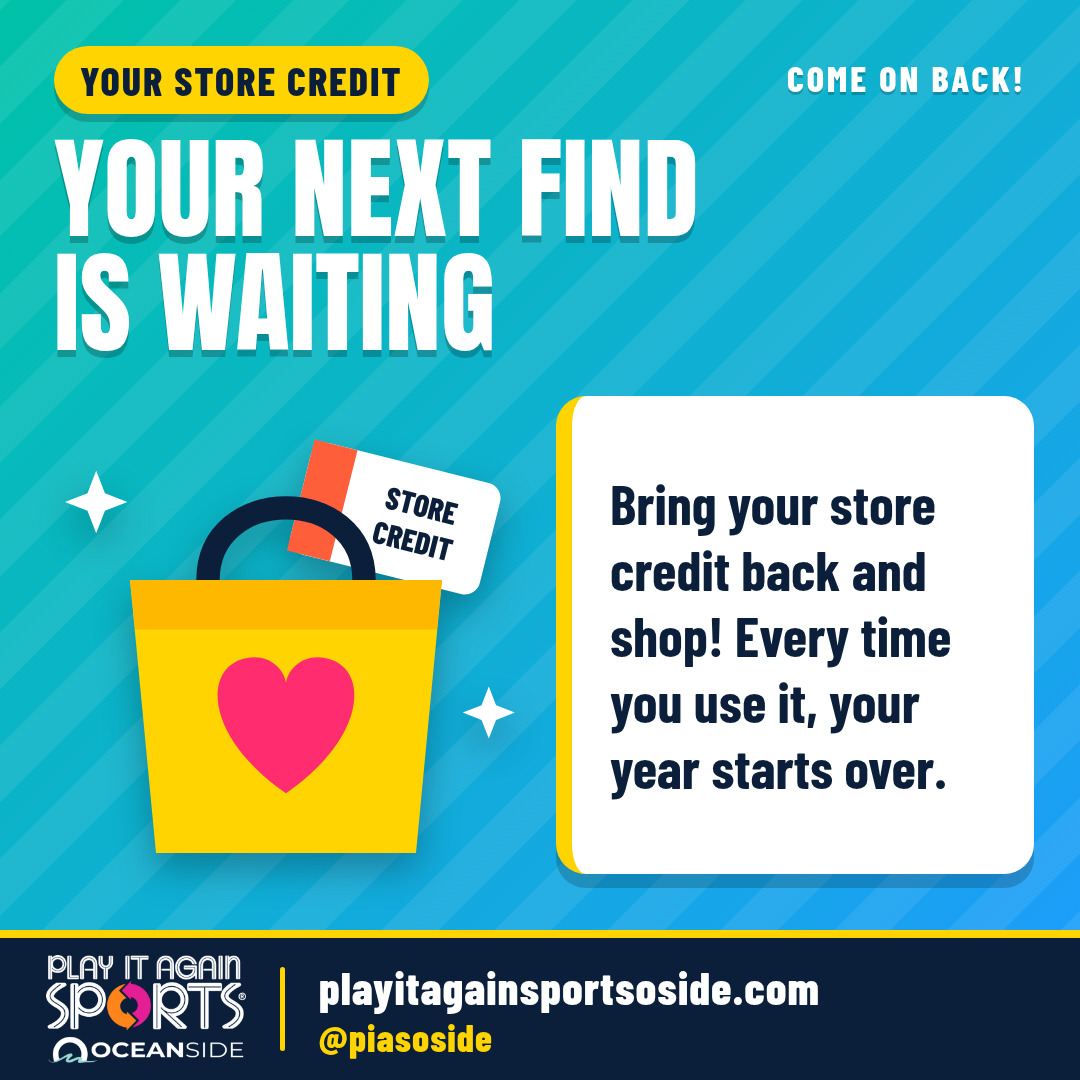 YOUR STORE CREDIT
COME ON BACK!
YOUR NEXT FIND
IS WAITING
STORE
CREDIT
Bring your store
credit back and
shop! Every time
you use it, your
year starts over.
PLAY IT AGAIN
SPORTS®
OCEANSIDE
playitagainsportsoside.com
@piasoside